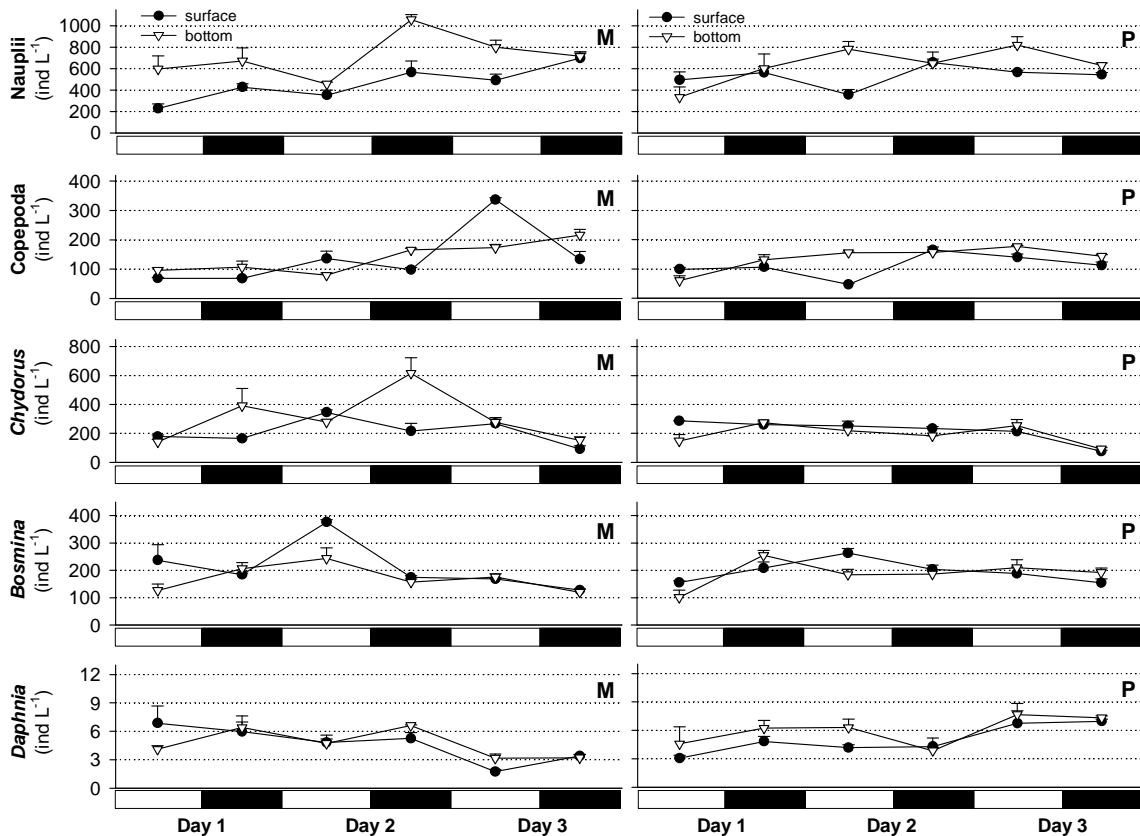 surface
bottom
M
Nauplii
(ind L⁻¹)
1000
800
600
400
200
0
surface
bottom
P
Copepoda
(ind L⁻¹)
400
300
200
100
0
M
P
Chydorus
(ind L⁻¹)
800
600
400
200
0
M
P
Bosmina
(ind L⁻¹)
400
300
200
100
0
M
P
Daphnia
(ind L⁻¹)
12
9
6
3
0
M
P
Day 1 Day 2 Day 3
Day 1 Day 2 Day 3